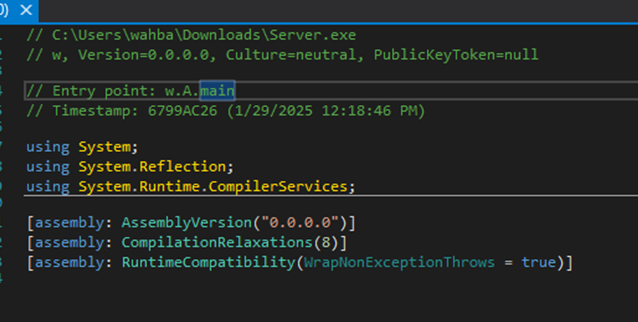 0)
// C:\Users\wahba\Downloads\Server.exe
// w, Version=0.0.0.0, Culture=neutral, PublicKeyToken=null
// Entry point: w.A.main
// Timestamp: 6799AC26 (1/29/2025 12:18:46 PM)
using System;
using System.Reflection;
using System.Runtime.CompilerServices;
[assembly: AssemblyVersion("0.0.0.0")]
[assembly: CompilationRelaxations(8)]
[assembly: RuntimeCompatibility(WrapNonExceptionThrows = true)]